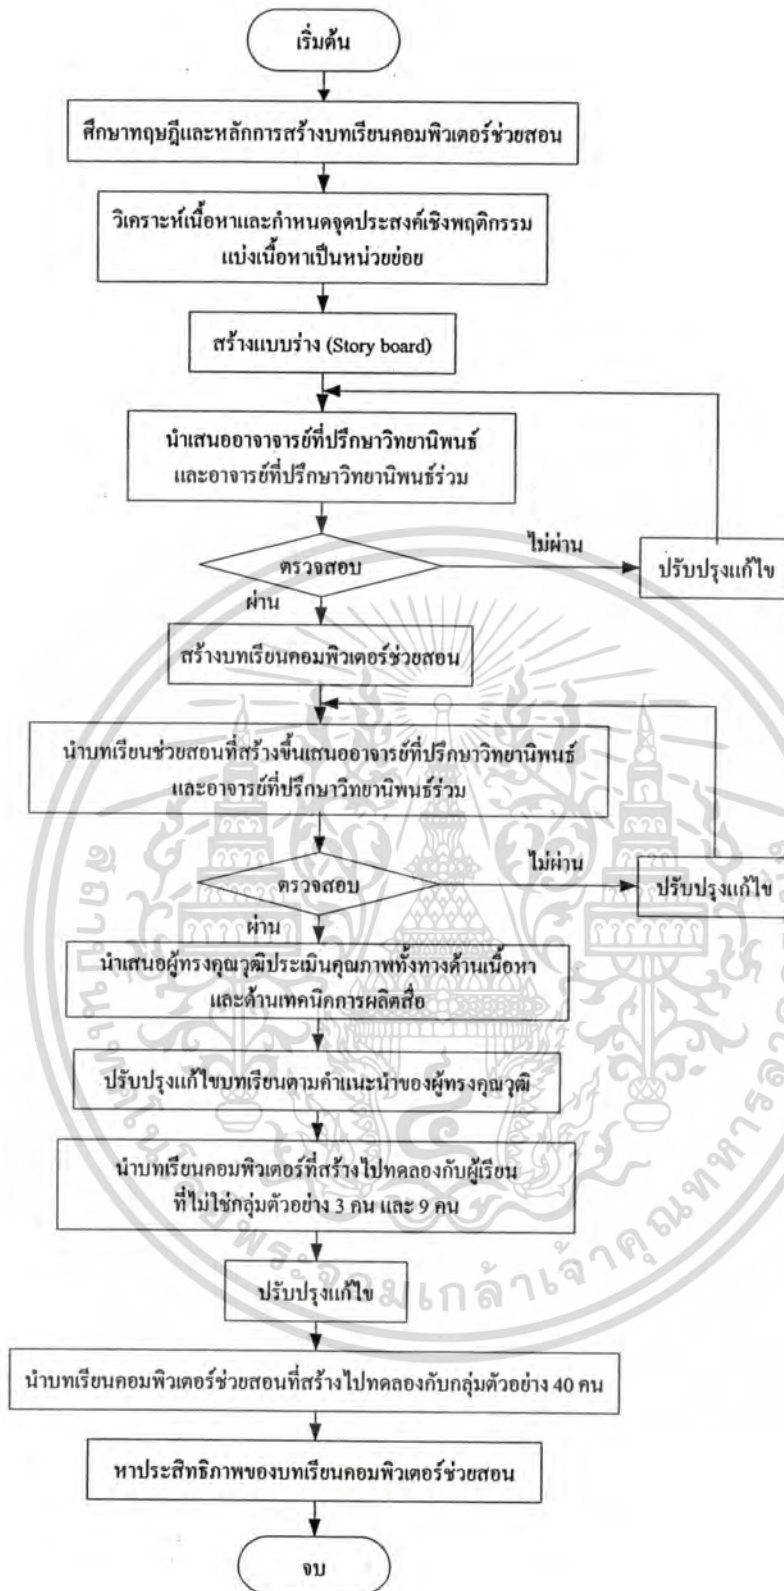 เริ่มต้น
ศึกษาทฤษฎีและหลักการสร้างบทเรียนคอมพิวเตอร์ช่วยสอน
วิเคราะห์เนื้อหาและกำหนดจุดประสงค์เชิงพฤติกรรม
แบ่งเนื้อหาเป็นหน่วยย่อย
สร้างแบบร่าง (Story board)
นำเสนออาจาจารย์ที่ปรึกษาวิทยานิพนธ์
และอาจารย์ที่ปรึกษาวิทยานิพนธ์ร่วม
ตรวจสอบ
ไม่ผ่าน
ปรับปรุงแก้ไข
ผ่าน
สร้างบทเรียนคอมพิวเตอร์ช่วยสอน
นำบทเรียนช่วยสอนที่สร้างขึ้นเสนออาจารย์ที่ปรึกษาวิทยานิพนธ์
และอาจารย์ที่ปรึกษาวิทยานิพนธ์ร่วม
ตรวจสอบ
ไม่ผ่าน
ปรับปรุงแก้ไข
ผ่าน
นำเสนอผู้ทรงคุณวุฒิประเมินคุณภาพทั้งทางด้านเนื้อหา
และด้านเทคนิคการผลิตสื่อ
ปรับปรุงแก้ไขบทเรียนตามคำแนะนำของผู้ทรงคุณวุฒิ
นำบทเรียนคอมพิวเตอร์ที่สร้างไปทดลองกับผู้เรียน
ที่ไม่ใช่กลุ่มตัวอย่าง 3 คน และ 9 คน
ปรับปรุงแก้ไข
นำบทเรียนคอมพิวเตอร์ช่วยสอนที่สร้างไปทดลองกับกลุ่มตัวอย่าง 40 คน
หาประสิทธิภาพของบทเรียนคอมพิวเตอร์ช่วยสอน
จบ